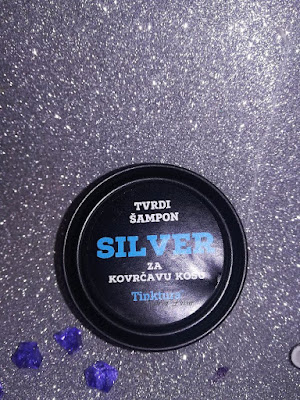 TVRDI
ŠAMPON
SILVER
ZA
KOVRČAVU KOSU
Tinktura